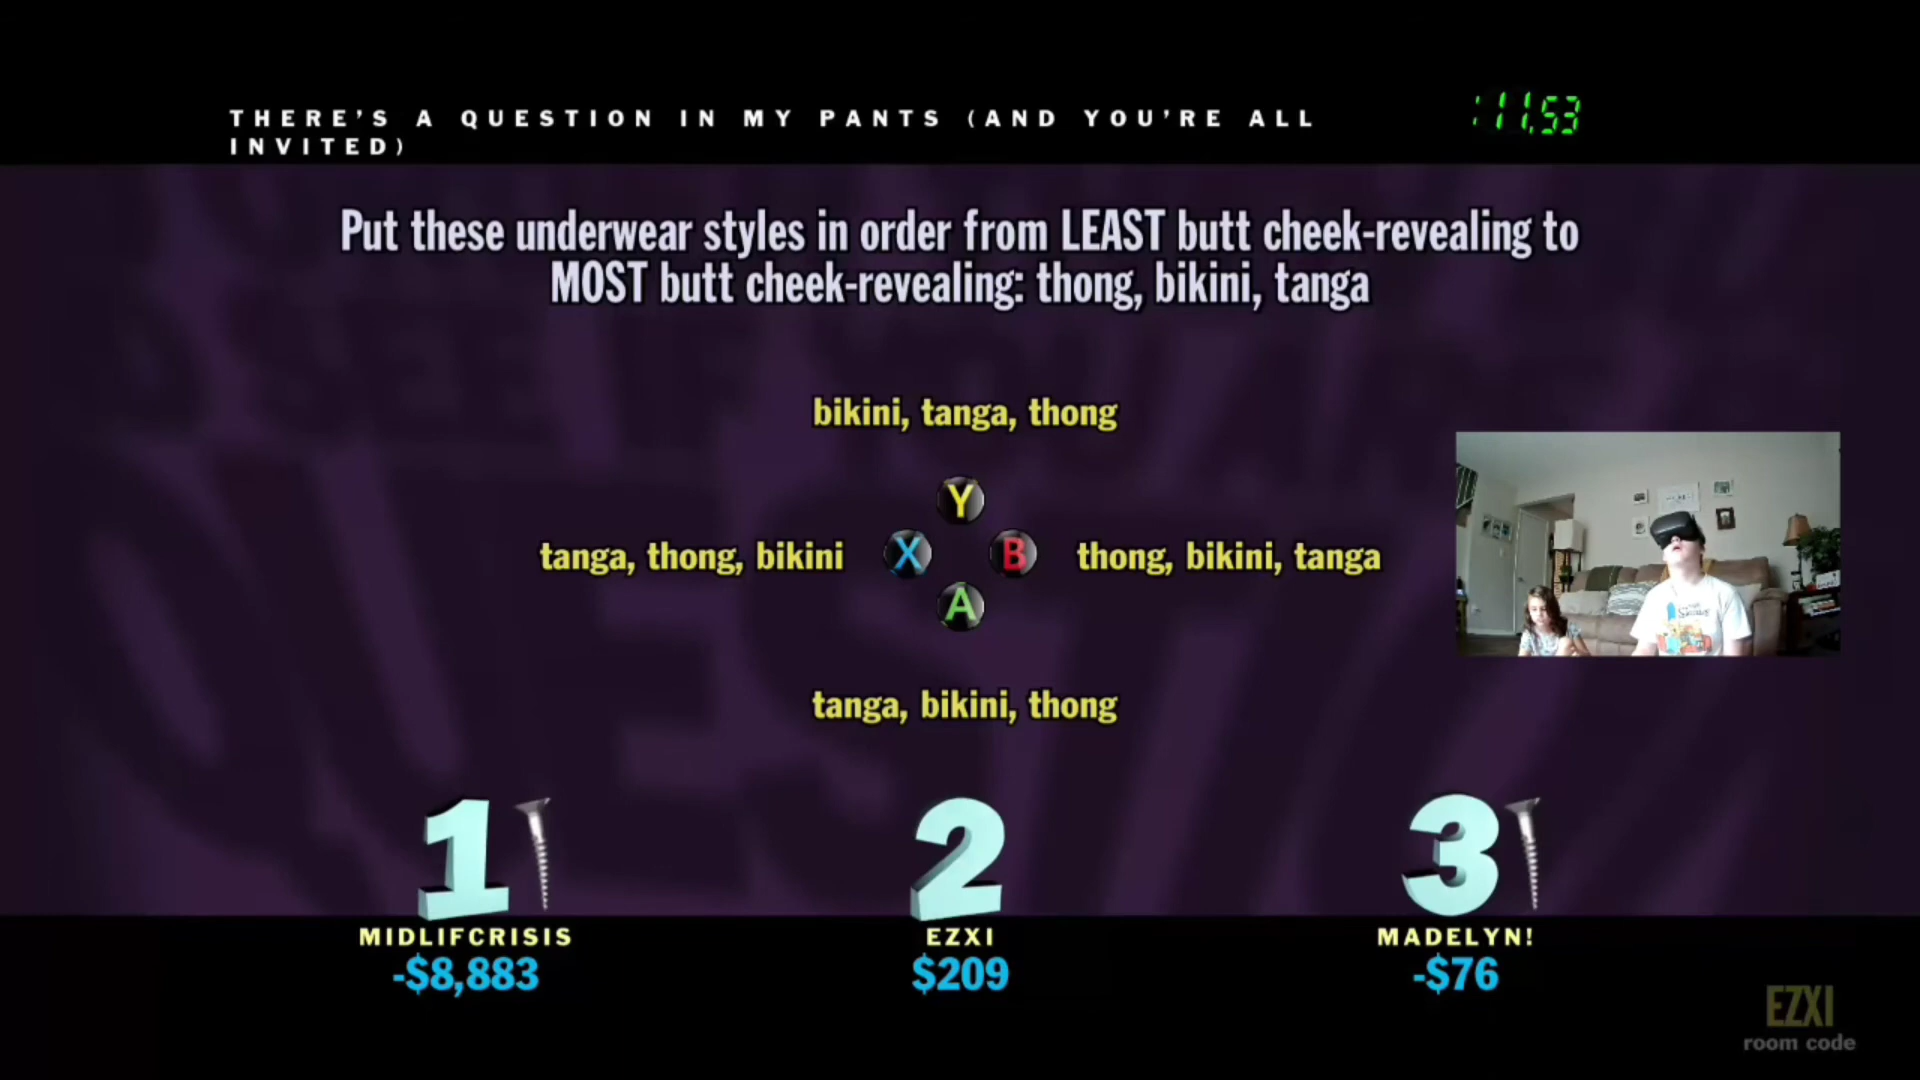 THERE'S A QUESTION IN MY PANTS (AND YOU'RE ALL
INVITED)
:11.53
Put these underwear styles in order from LEAST butt cheek-revealing to
MOST butt cheek-revealing: thong, bikini, tanga
bikini, tanga, thong
Y
tanga, thong, bikini X B thong, bikini, tanga
A
tanga, bikini, thong
1 2 3
MIDLIFCRISIS EZXI MADELYN!
-$8,883 $209 -$76
EZXI
room code